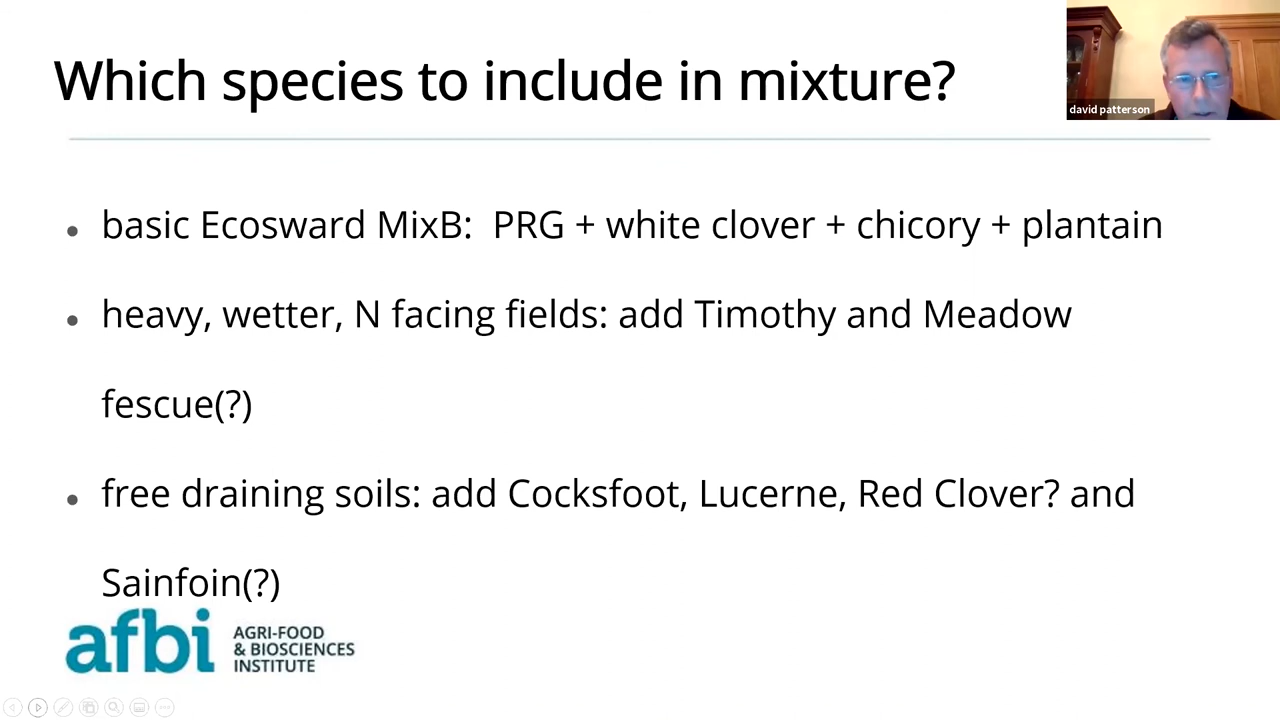 Which species to include in mixture?
david patterson
basic Ecosward MixB: PRG + white clover + chicory + plantain
heavy, wetter, N facing fields: add Timothy and Meadow
fescue(?)
free draining soils: add Cocksfoot, Lucerne, Red Clover? and
Sainfoin(?)
afbi
AGRI-FOOD
& BIOSCIENCES
INSTITUTE